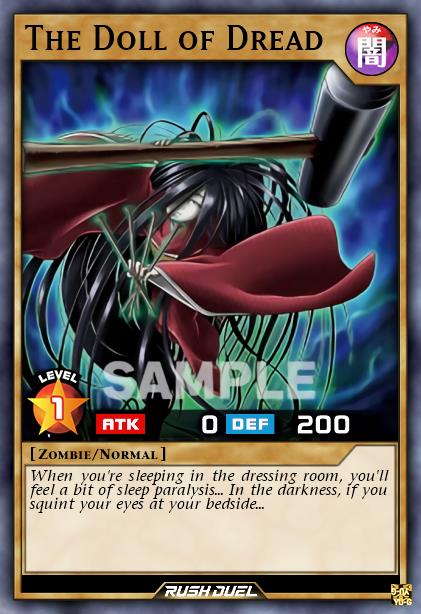 THE DOLL OF DREAD
やみ
闇
SAMPLE
LEVEL
1
ATK 0 DEF 200
[ZOMBIE/NORMAL]
When you're sleeping in the dressing room, you'll
feel a bit of sleep paralysis... In the darkness, if you
squint your eyes at your bedside...
RUSH DUEL